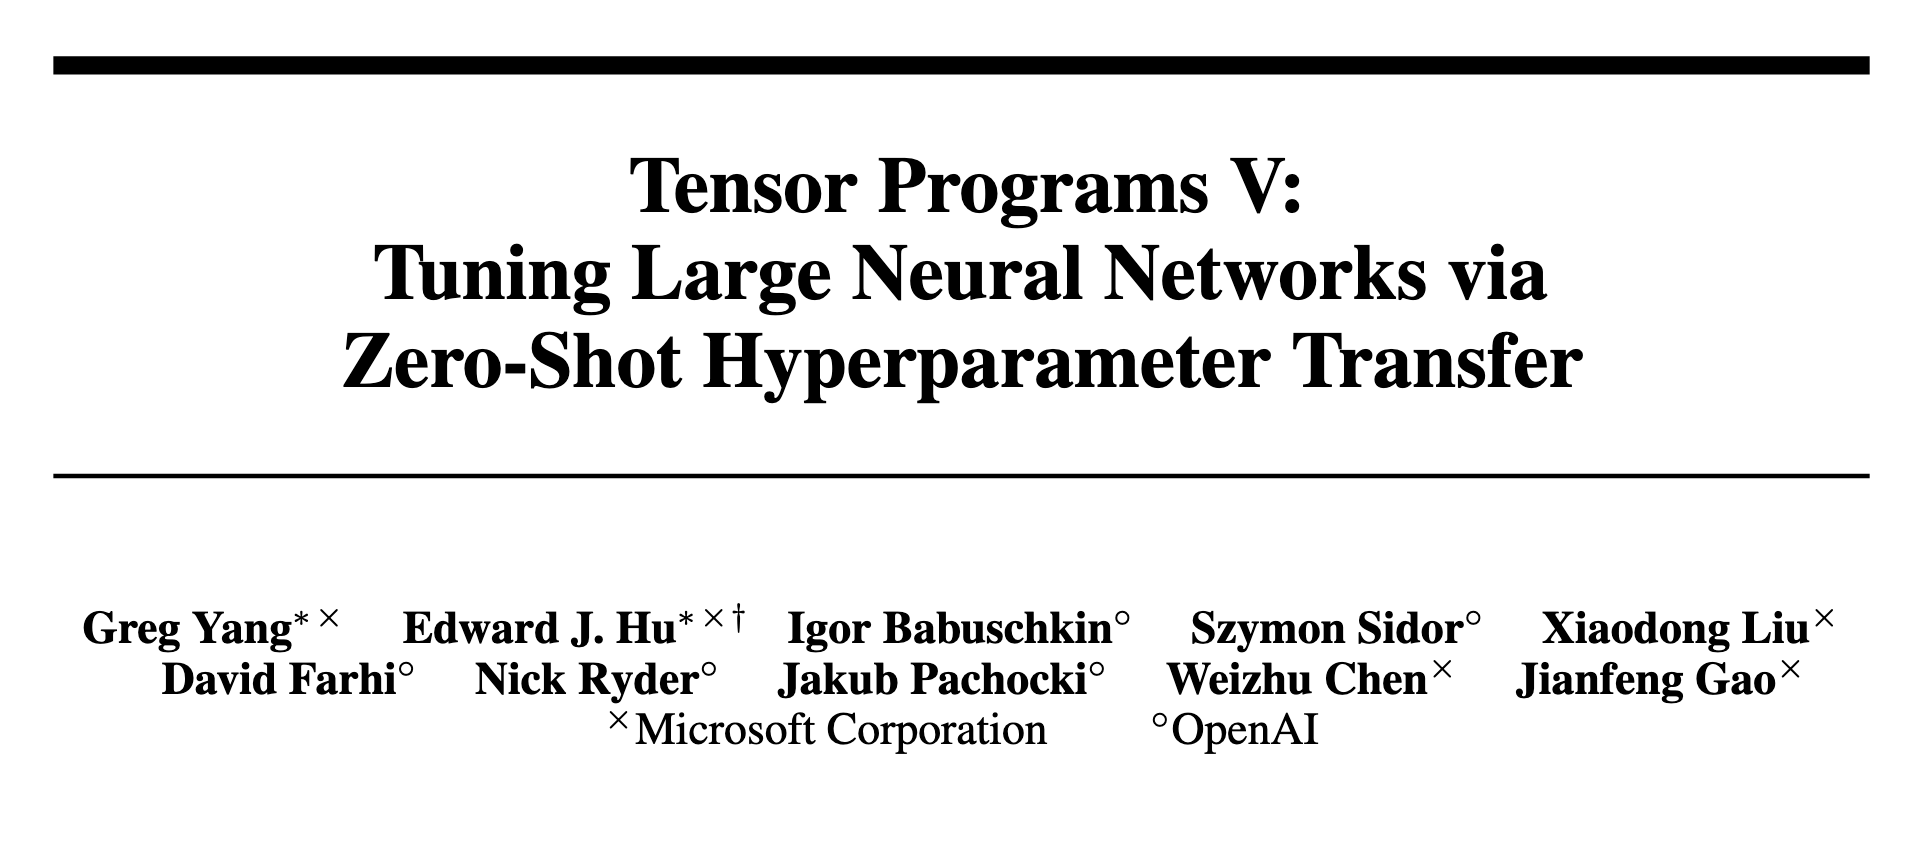 Tensor Programs V:
Tuning Large Neural Networks via
Zero-Shot Hyperparameter Transfer
Greg Yang*× Edward J. Hu*×† Igor Babuschkin° Szymon Sidor° Xiaodong Liu×
David Farhi° Nick Ryder° Jakub Pachocki° Weizhu Chen× Jianfeng Gao×
×Microsoft Corporation °OpenAI